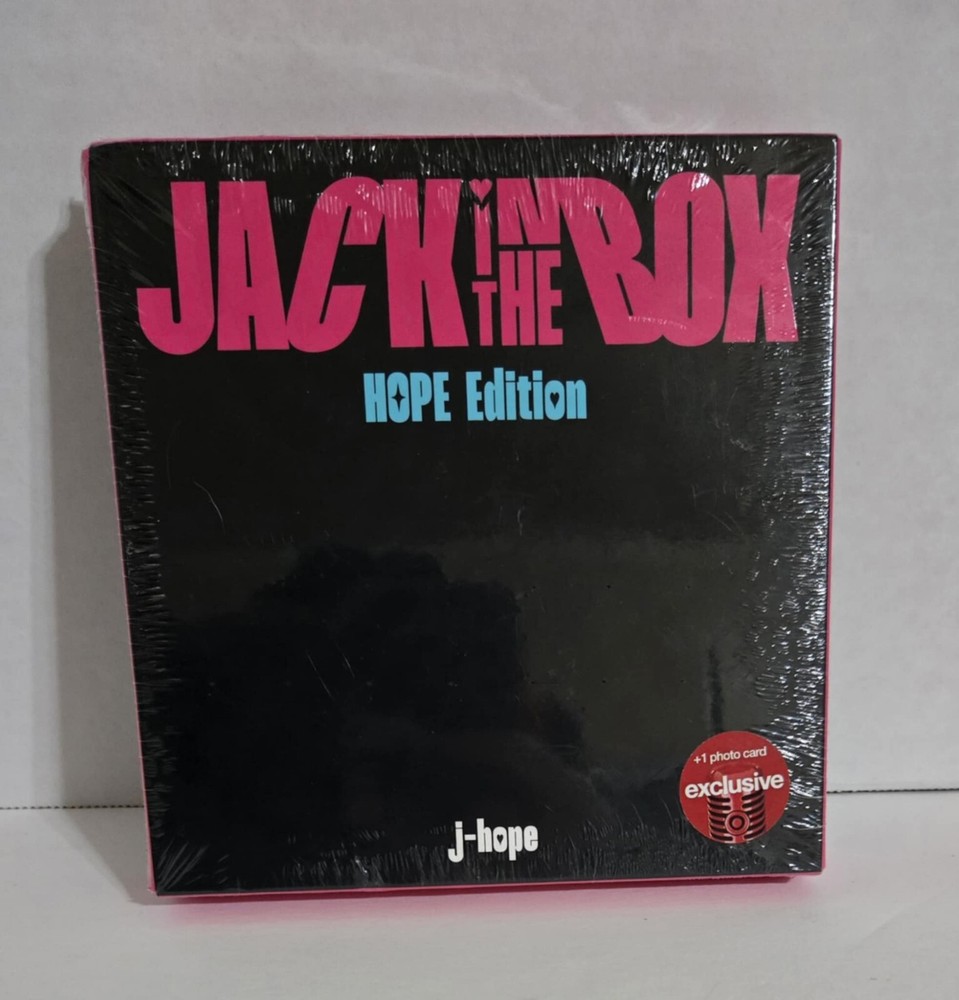 JACK iN THE BOX
HOPE Edition
+1 photo card
exclusive
j-hope